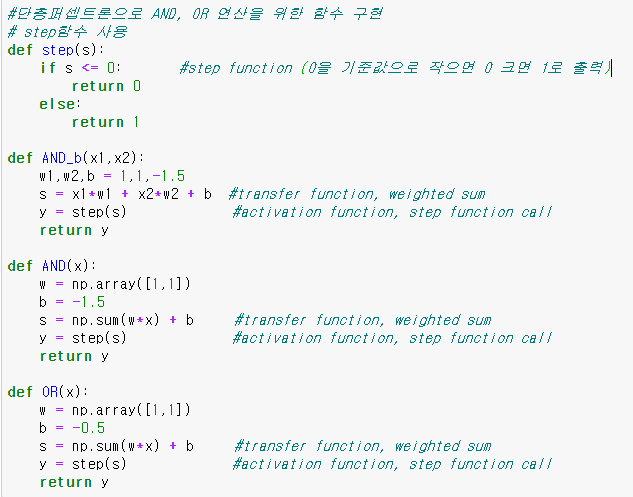 #단층퍼셉트론으로 AND, OR 연산을 위한 함수 구현
# step함수 사용
def step(s):
    if s <= 0:       #step function (0을 기준값으로 작으면 0 크면 1로 출력)
        return 0
    else:
        return 1

def AND_b(x1,x2):
    w1,w2,b = 1,1,-1.5
    s = x1*w1 + x2*w2 + b  #transfer function, weighted sum
    y = step(s)             #activation function, step function call
    return y

def AND(x):
    w = np.array([1,1])
    b = -1.5
    s = np.sum(w*x) + b     #transfer function, weighted sum
    y = step(s)             #activation function, step function call
    return y

def OR(x):
    w = np.array([1,1])
    b = -0.5
    s = np.sum(w*x) + b     #transfer function, weighted sum
    y = step(s)             #activation function, step function call
    return y